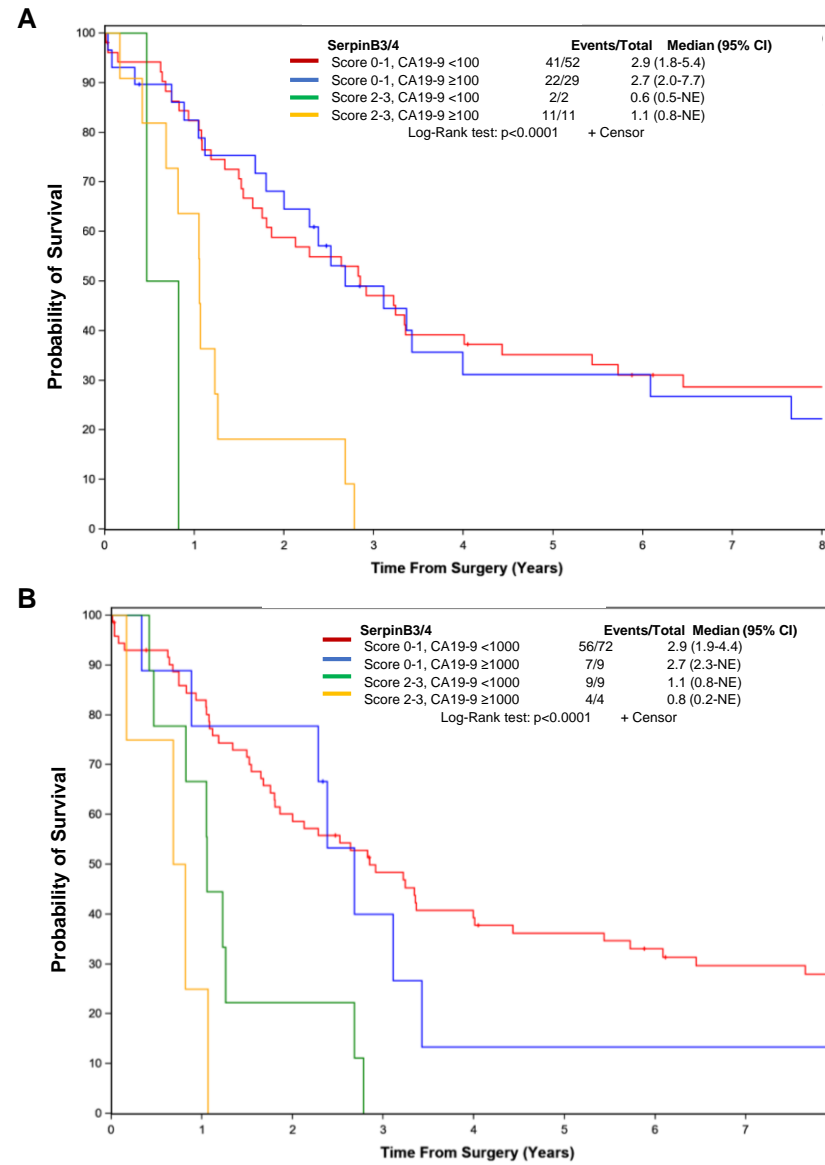 A
SerpinB3/4 Events/Total Median (95% CI)
Score 0-1, CA19-9 <100 41/52 2.9 (1.8-5.4)
Score 0-1, CA19-9 ≥100 22/29 2.7 (2.0-7.7)
Score 2-3, CA19-9 <100 2/2 0.6 (0.5-NE)
Score 2-3, CA19-9 ≥100 11/11 1.1 (0.8-NE)
Log-Rank test: p<0.0001 + Censor
Probability of Survival
100
90
80
70
60
50
40
30
20
10
0
0 1 2 3 4 5 6 7 8
Time From Surgery (Years)
B
SerpinB3/4 Events/Total Median (95% CI)
Score 0-1, CA19-9 <1000 56/72 2.9 (1.9-4.4)
Score 0-1, CA19-9 ≥1000 7/9 2.7 (2.3-NE)
Score 2-3, CA19-9 <1000 9/9 1.1 (0.8-NE)
Score 2-3, CA19-9 ≥1000 4/4 0.8 (0.2-NE)
Log-Rank test: p<0.0001 + Censor
Probability of Survival
100
90
80
70
60
50
40
30
20
10
0
0 1 2 3 4 5 6 7
Time From Surgery (Years)